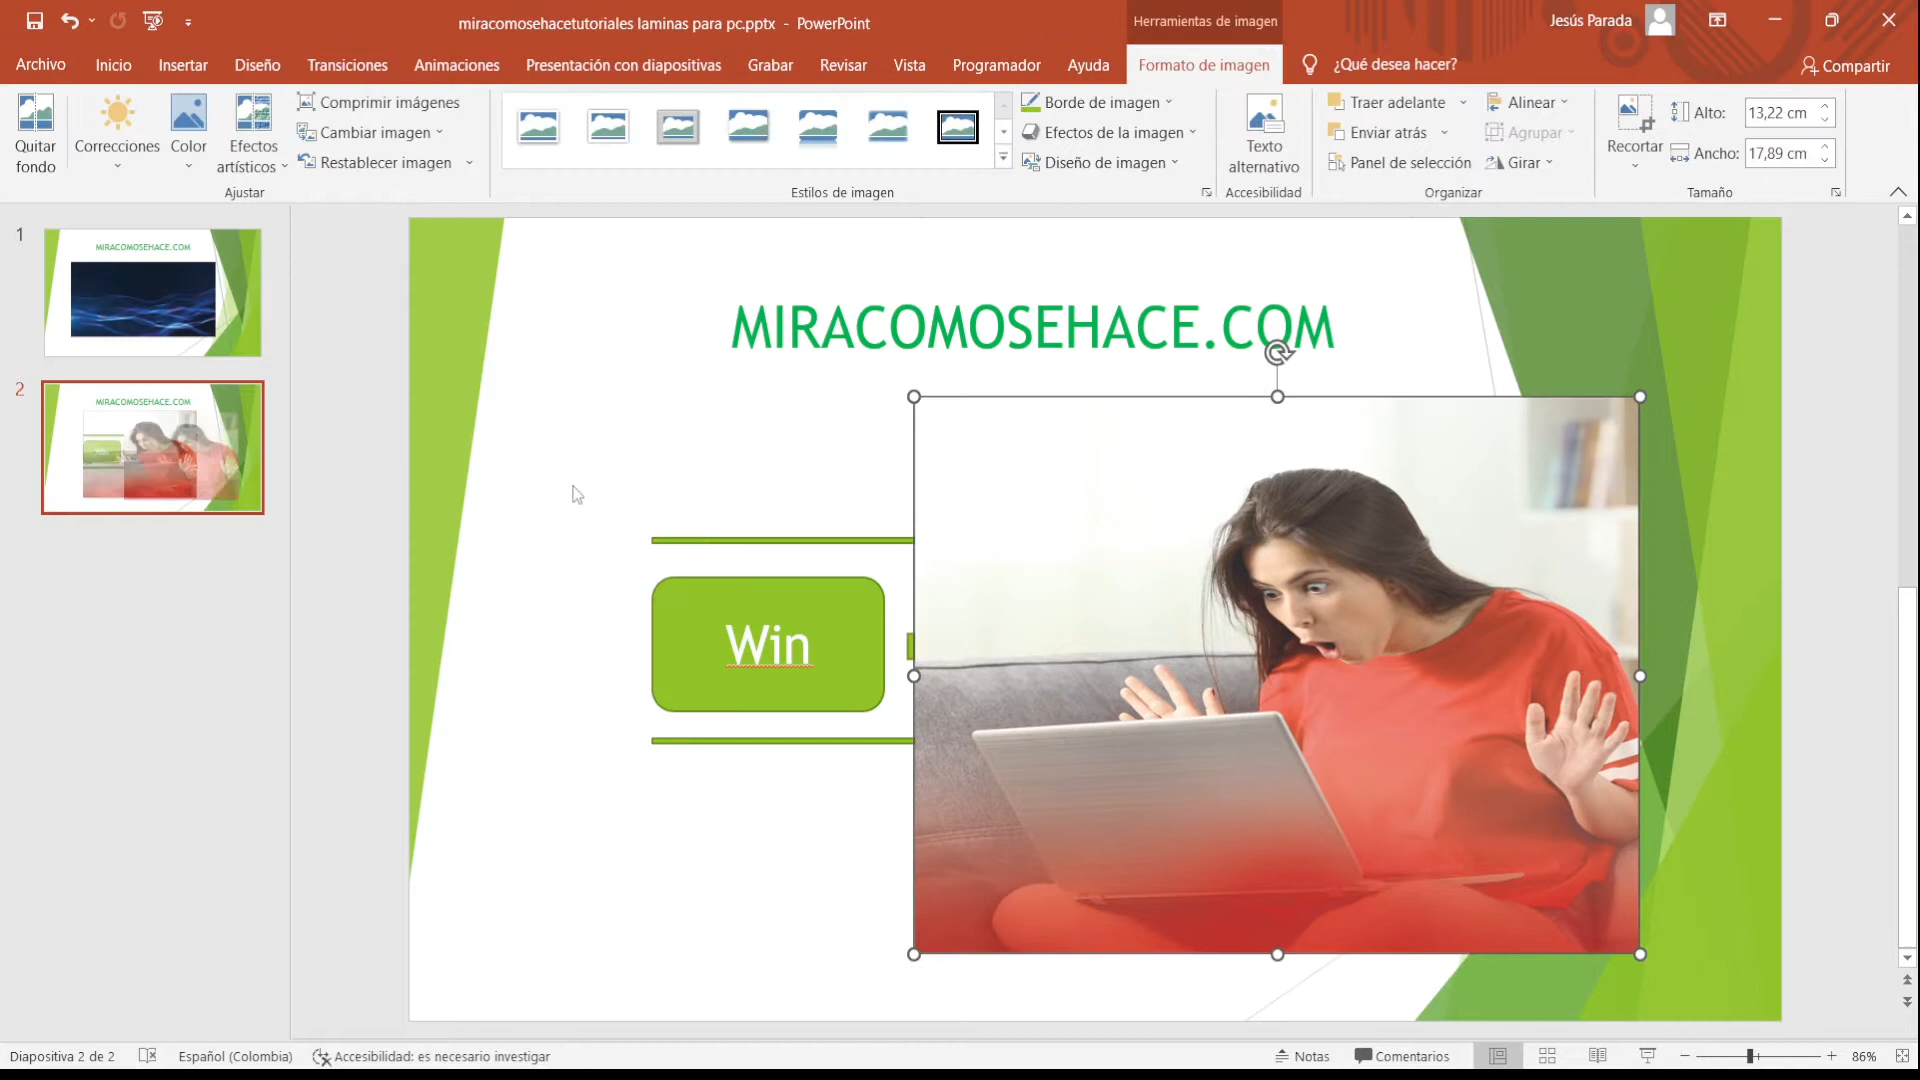 miracomosehacetutoriales laminas para pc.pptx - PowerPoint
Herramientas de imagen
Jesús Parada
Archivo Inicio Insertar Diseño Transiciones Animaciones Presentación con diapositivas Grabar Revisar Vista Programador Ayuda Formato de imagen ¿Qué desea hacer? Compartir
Quitar fondo
Correcciones
Color
Efectos artísticos
Comprimir imágenes
Cambiar imagen
Restablecer imagen
Ajustar
Estilos de imagen
Borde de imagen
Efectos de la imagen
Diseño de imagen
Texto alternativo
Accesibilidad
Traer adelante
Enviar atrás
Panel de selección
Alinear
Agrupar
Girar
Organizar
Recortar
Alto: 13,22 cm
Ancho: 17,89 cm
Tamaño
1
MIRACOMOSEHACE.COM
2
MIRACOMOSEHACE.COM
MIRACOMOSEHACE.COM
Win
Diapositiva 2 de 2 Español (Colombia) Accesibilidad: es necesario investigar Notas Comentarios 86%